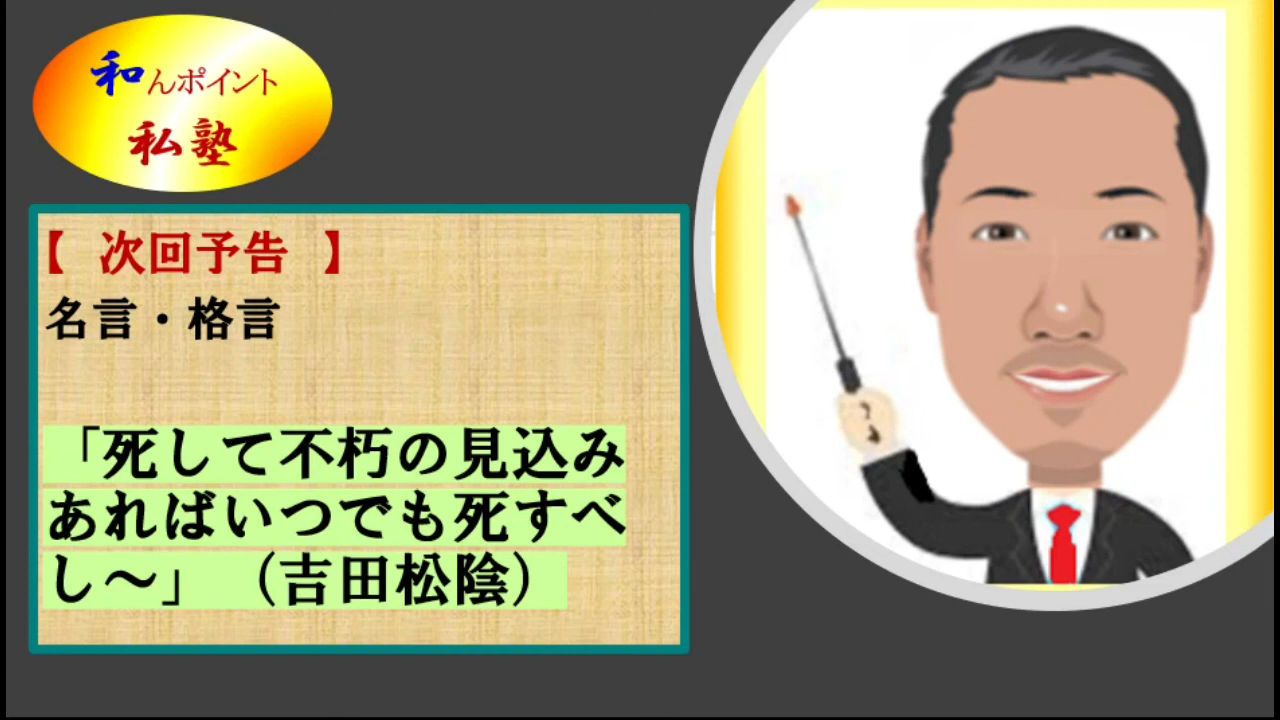 和んポイント
私塾
【 次回予告 】
名言・格言
「死して不朽の見込み
あればいつでも死すべ
し～」（吉田松陰）